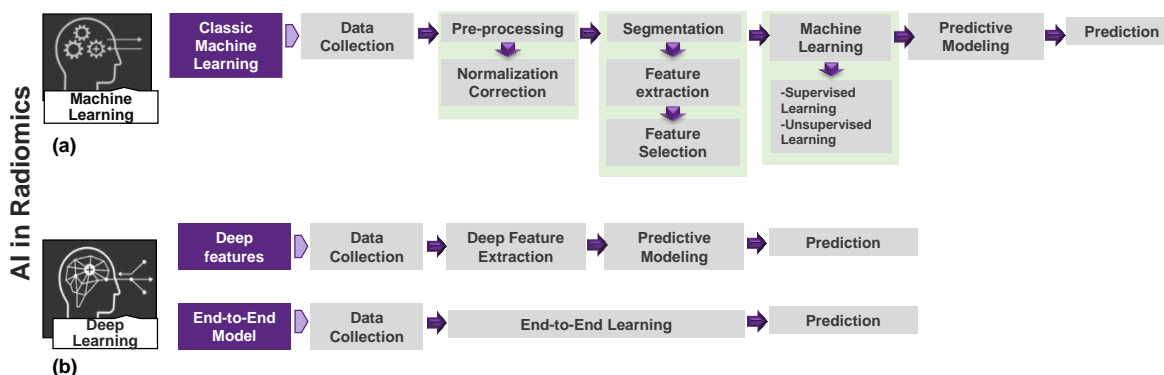 AI in Radiomics
Machine
Learning
(a)
Classic
Machine
Learning
Data
Collection
Pre-processing
Normalization
Correction
Segmentation
Feature
extraction
Feature
Selection
Machine
Learning
-Supervised
Learning
-Unsupervised
Learning
Predictive
Modeling
Prediction
Deep
Learning
(b)
Deep
features
Data
Collection
Deep Feature
Extraction
Predictive
Modeling
Prediction
End-to-End
Model
Data
Collection
End-to-End Learning
Prediction